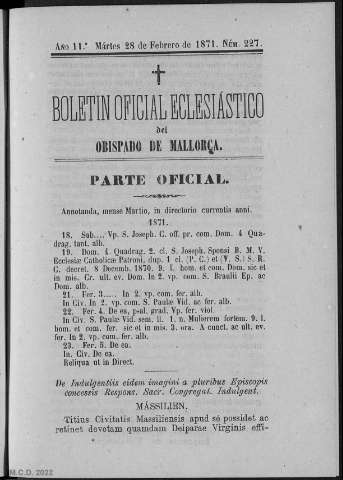 Año 11.º Mártes 28 de Febrero de 1871. Núm. 227.
BOLETIN OFICIAL ECLESIÁSTICO
del
OBISPADO DE MALLORCA.
PARTE OFICIAL.
Annotanda, mense Martio, in directorio currentis anni.
1871.
18. Sab.... Vp. S. Joseph. C. off. pr. com. Dom. 4 Qua-
drag. tant. alb.
19. Dom. 4. Quadrag. 2. cl. S. Joseph. Sponsi B. M. V.
Ecclesiæ Catholicæ Patroni, dup. 1 cl. (P. C.) et (V. S.) S. R.
C. decret. 8 Decemb. 1870. 9. l. hom. et com. Dom. sic et
in mis. Cr. ult. ev. Dom. In 2. vp. com. S. Braulii Ep. ac
Dom. alb.
21. Fer. 3.... In 2. vp. com. fer. alb.
In Civ. In 2. vp. com. S. Paulæ Vid. ac fer. alb.
22. Fer. 4. De ea, psal. grad. Vp. fer. viol
In Civ. S. Paulæ Vid. sem. ll. 1. n. Mulierem fortem. 9. l.
hom. et com. fer. sic et in mis. 3. ora. A cunct. ac ult. ev.
fer. In 2. vp. com. fer. alb.
23. Fer. 5. De ea.
In. Civ. De ea.
Reliqua ut in Direct.
De Indulgentiis eidem imagini a pluribus Episcopis
concessis Respons. Sacr. Congregat. Indulgent.
MASSILIEN.
Titius Civitatis Massiliensis apud se possidet ac
retinet devotam quamdam Deiparae Virginis effi-
M.C.D. 2022